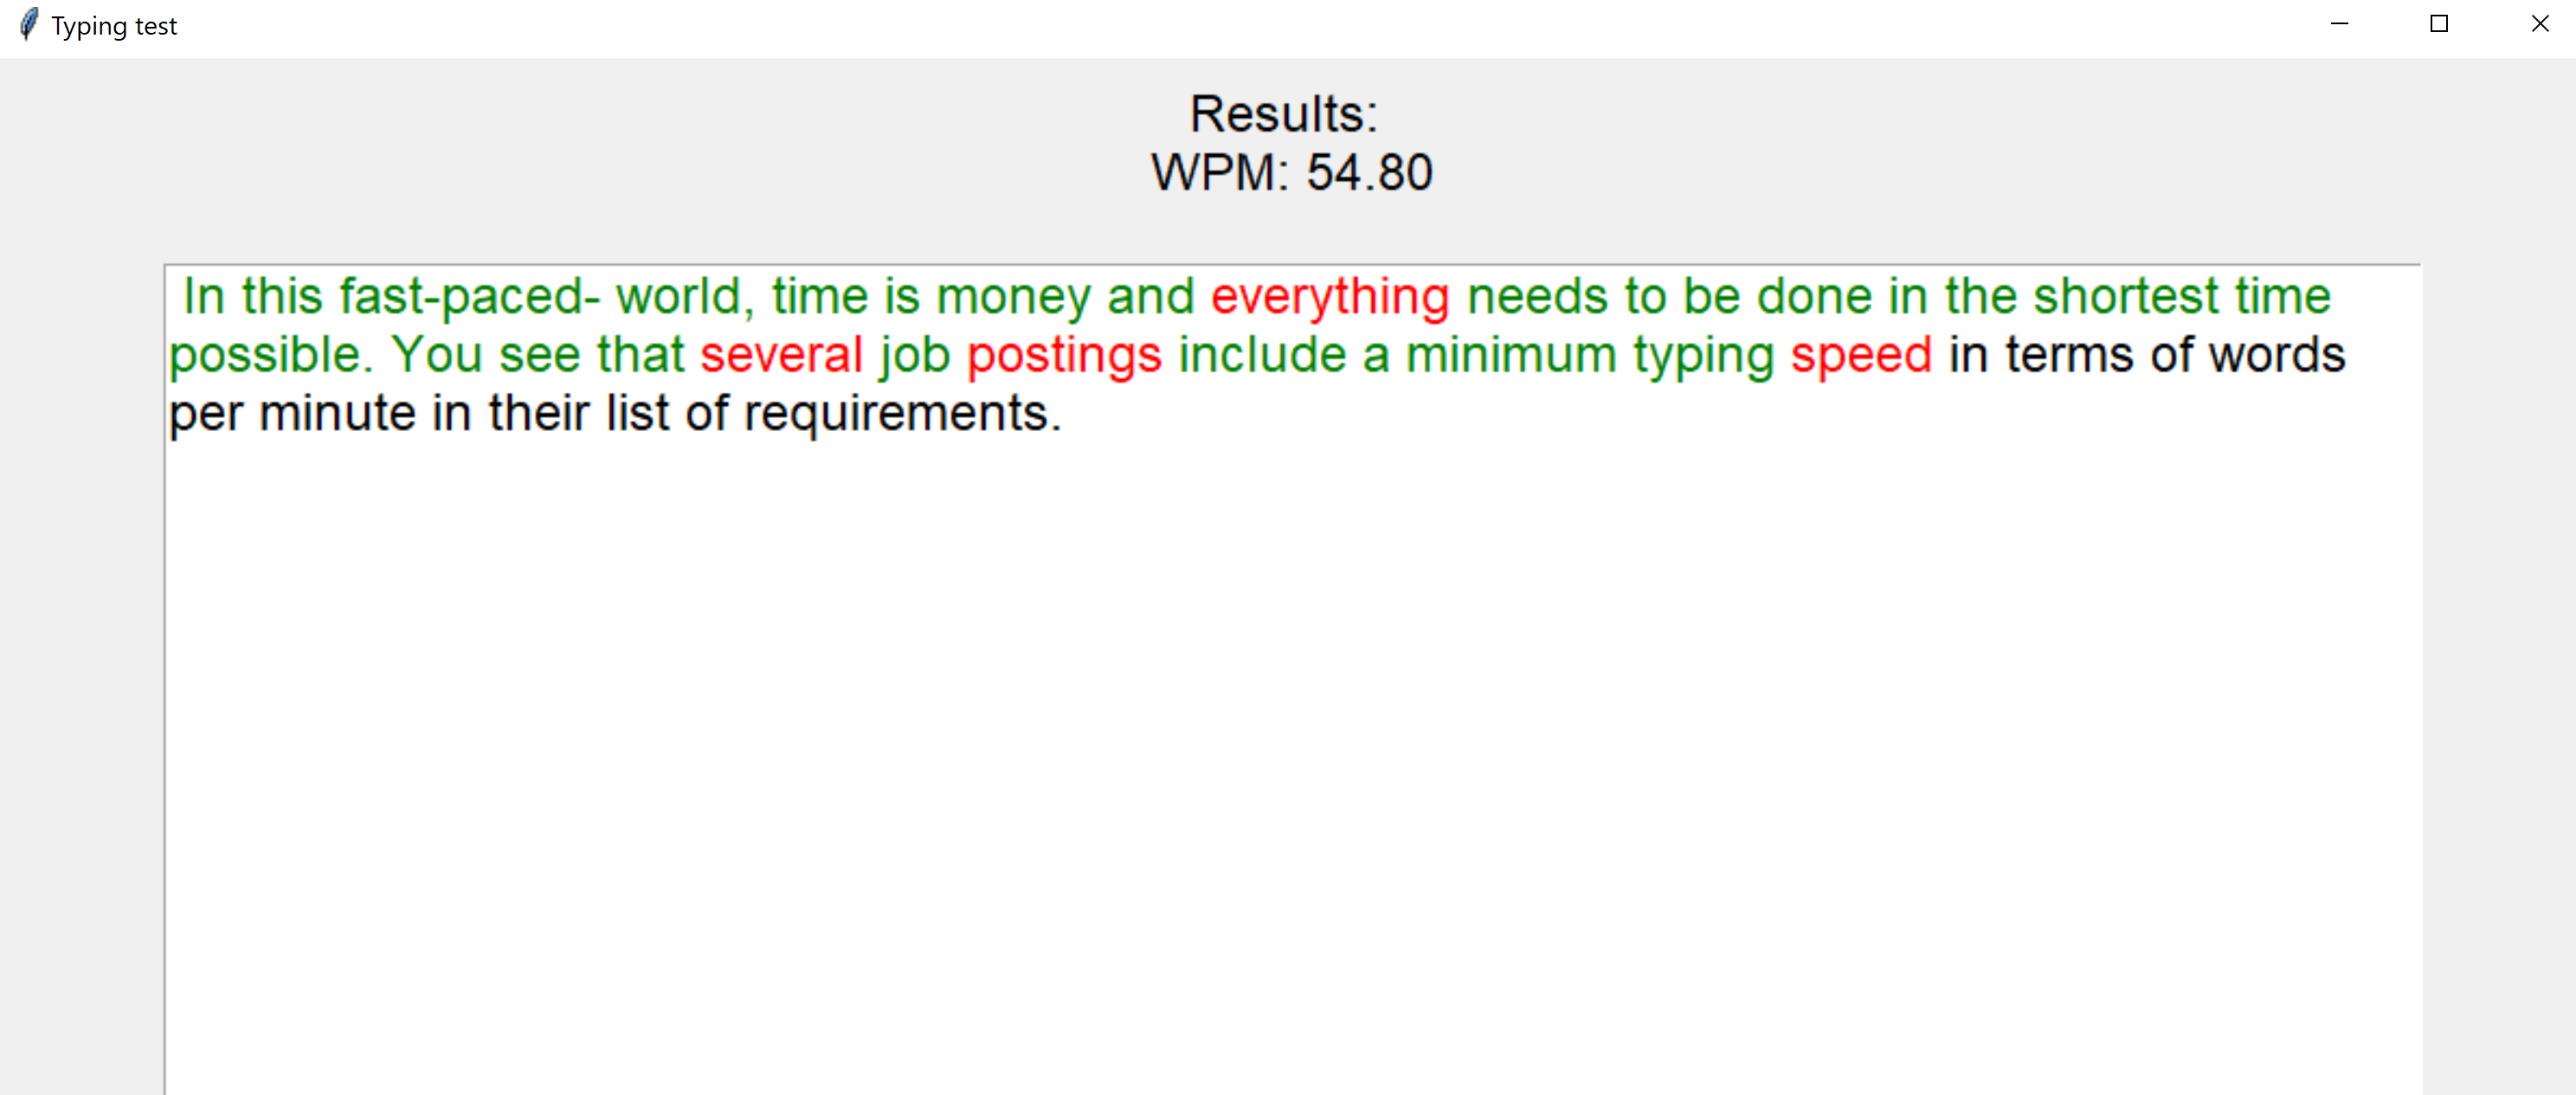 Typing test
Results:
WPM: 54.80
In this fast-paced- world, time is money and everything needs to be done in the shortest time
possible. You see that several job postings include a minimum typing speed in terms of words
per minute in their list of requirements.